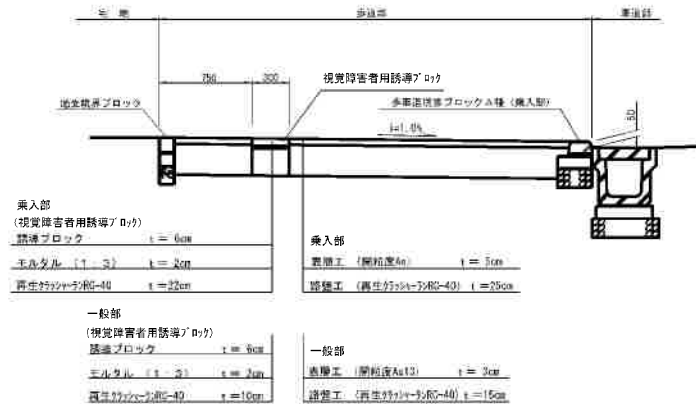 宅 地 歩道部 車道部
750 300 視覚障害者用誘導ブロック
地先境界ブロック 歩車道境界ブロックA種 (乗入部)
50
i=1.0%
乗入部
(視覚障害者用誘導ブロック)
誘導ブロック t = 6cm
モルタル (1:3) t = 2cm
再生クラッシャーランRC-40 t =22cm
乗入部
表層工 (開粒度As) t = 5cm
路盤工 (再生クラッシャーランRC-40) t =25cm
一般部
(視覚障害者用誘導ブロック)
誘導ブロック t = 6cm
モルタル (1:3) t = 2cm
再生クラッシャーランRC-40 t =10cm
一般部
表層工 (開粒度As13) t = 3cm
路盤工 (再生クラッシャーランRC-40) t =15cm